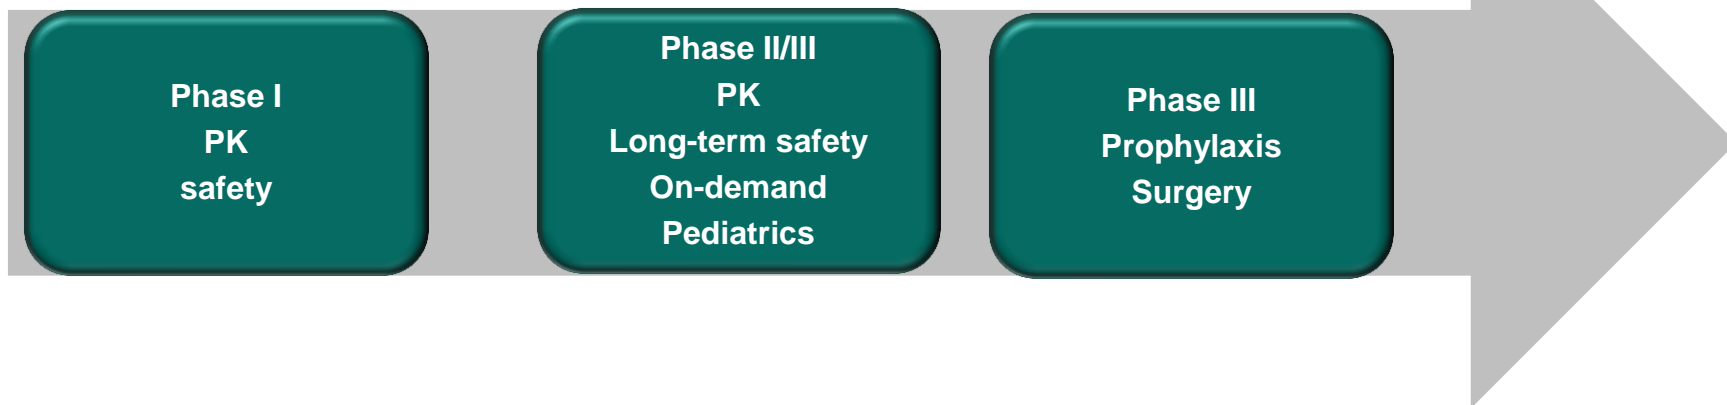 Phase I
PK
safety
Phase II/III
PK
Long-term safety
On-demand
Pediatrics
Phase III
Prophylaxis
Surgery